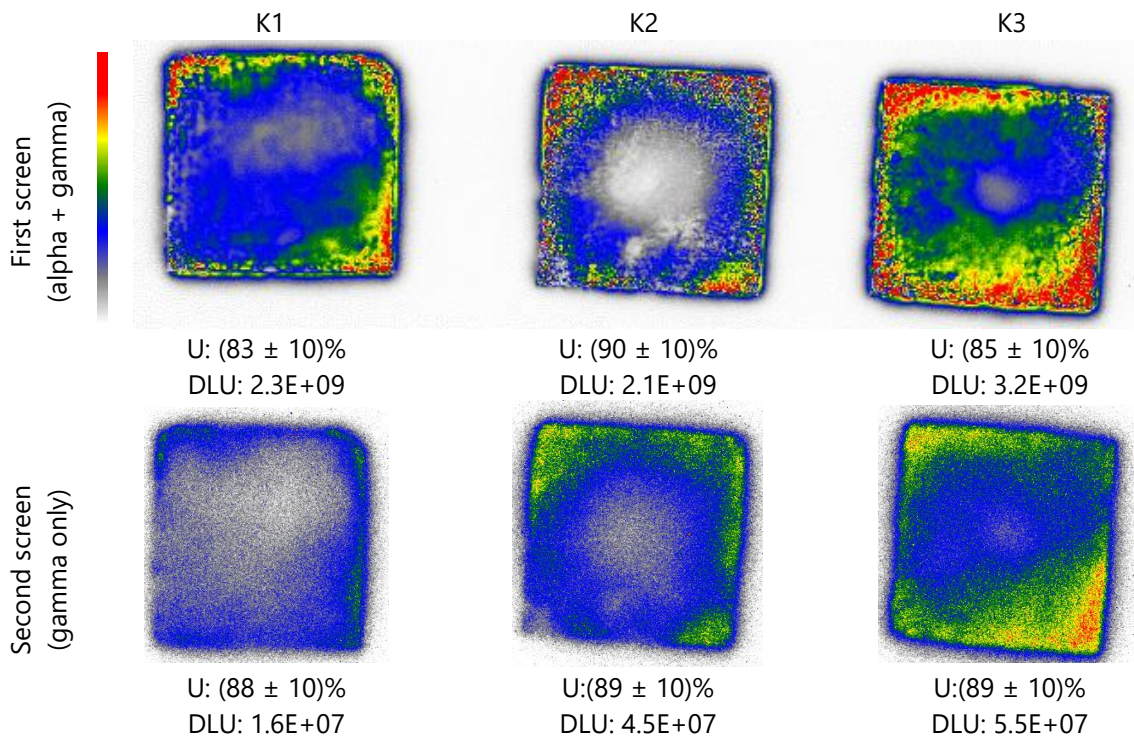 K1
K2
K3
First screen
(alpha + gamma)
U: (83 ± 10)%
DLU: 2.3E+09
U: (90 ± 10)%
DLU: 2.1E+09
U: (85 ± 10)%
DLU: 3.2E+09
Second screen
(gamma only)
U: (88 ± 10)%
DLU: 1.6E+07
U:(89 ± 10)%
DLU: 4.5E+07
U:(89 ± 10)%
DLU: 5.5E+07